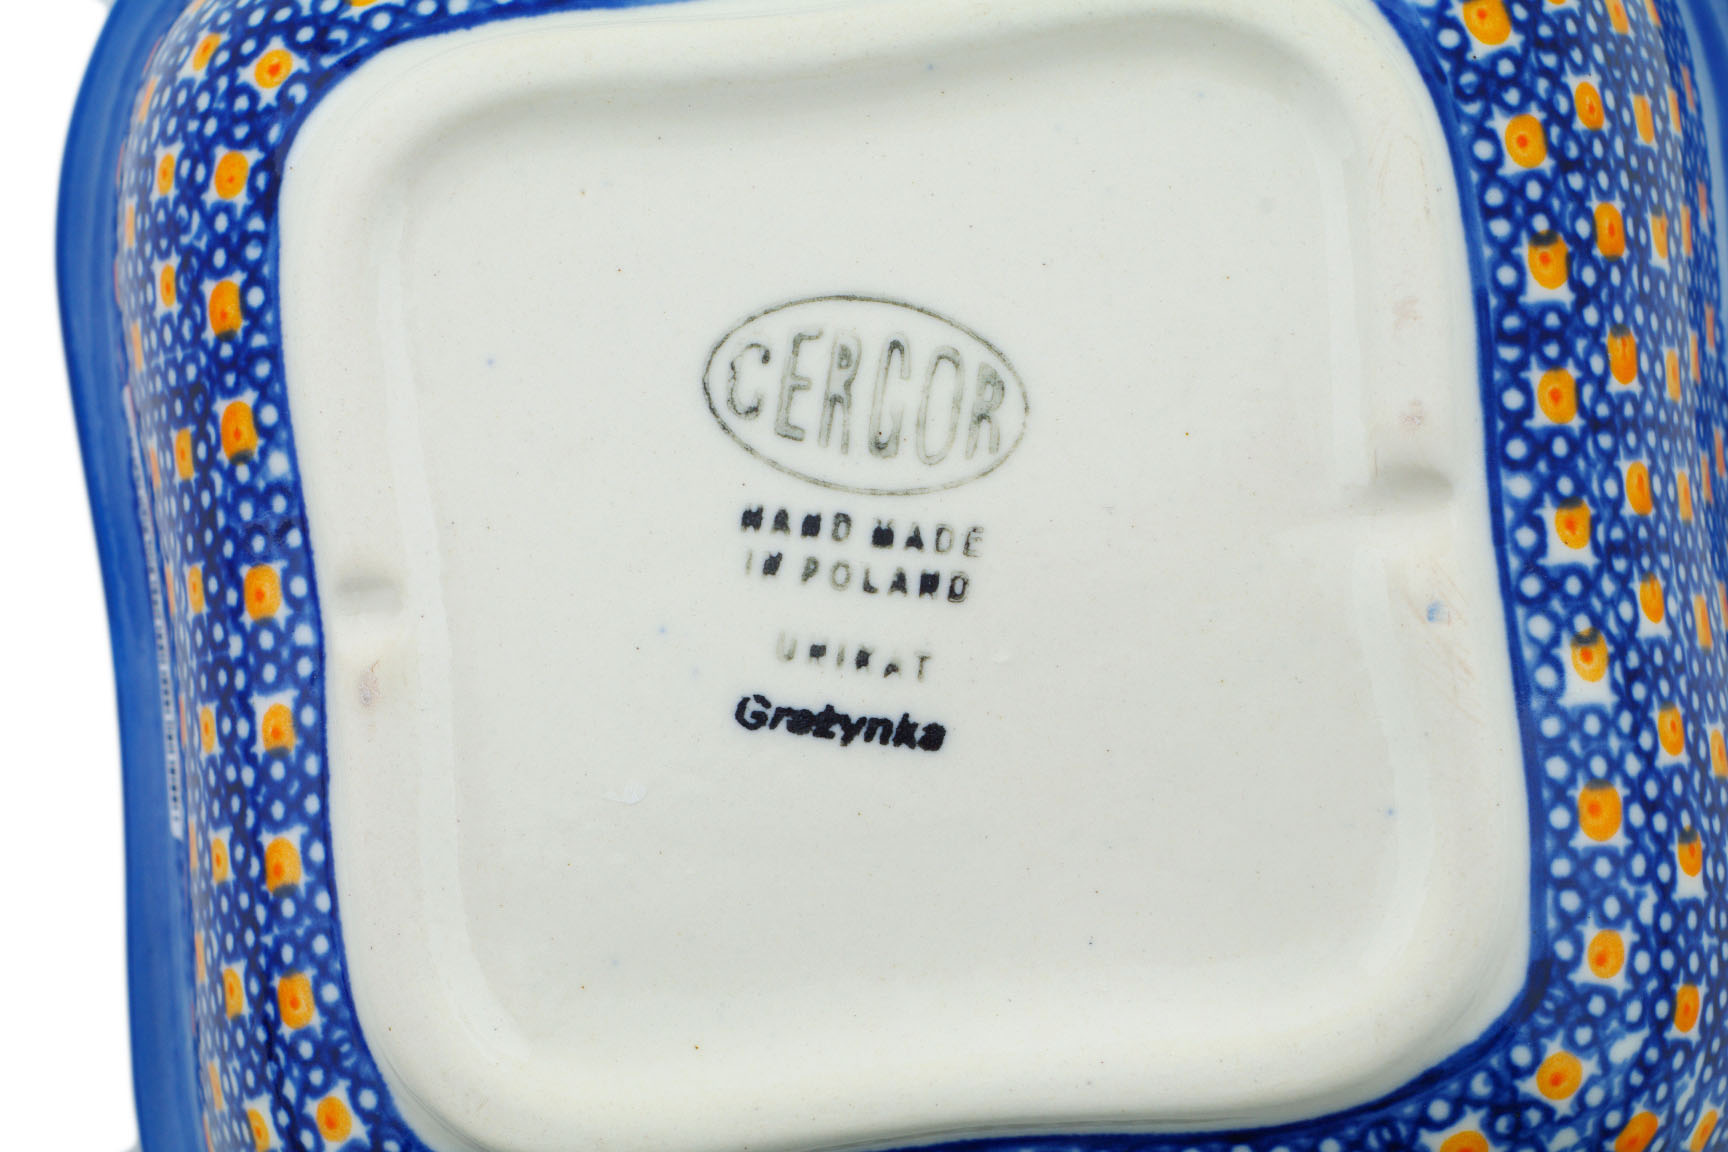 CERGOR
HAND MADE
IN POLAND
UNIKAT
Grażynka